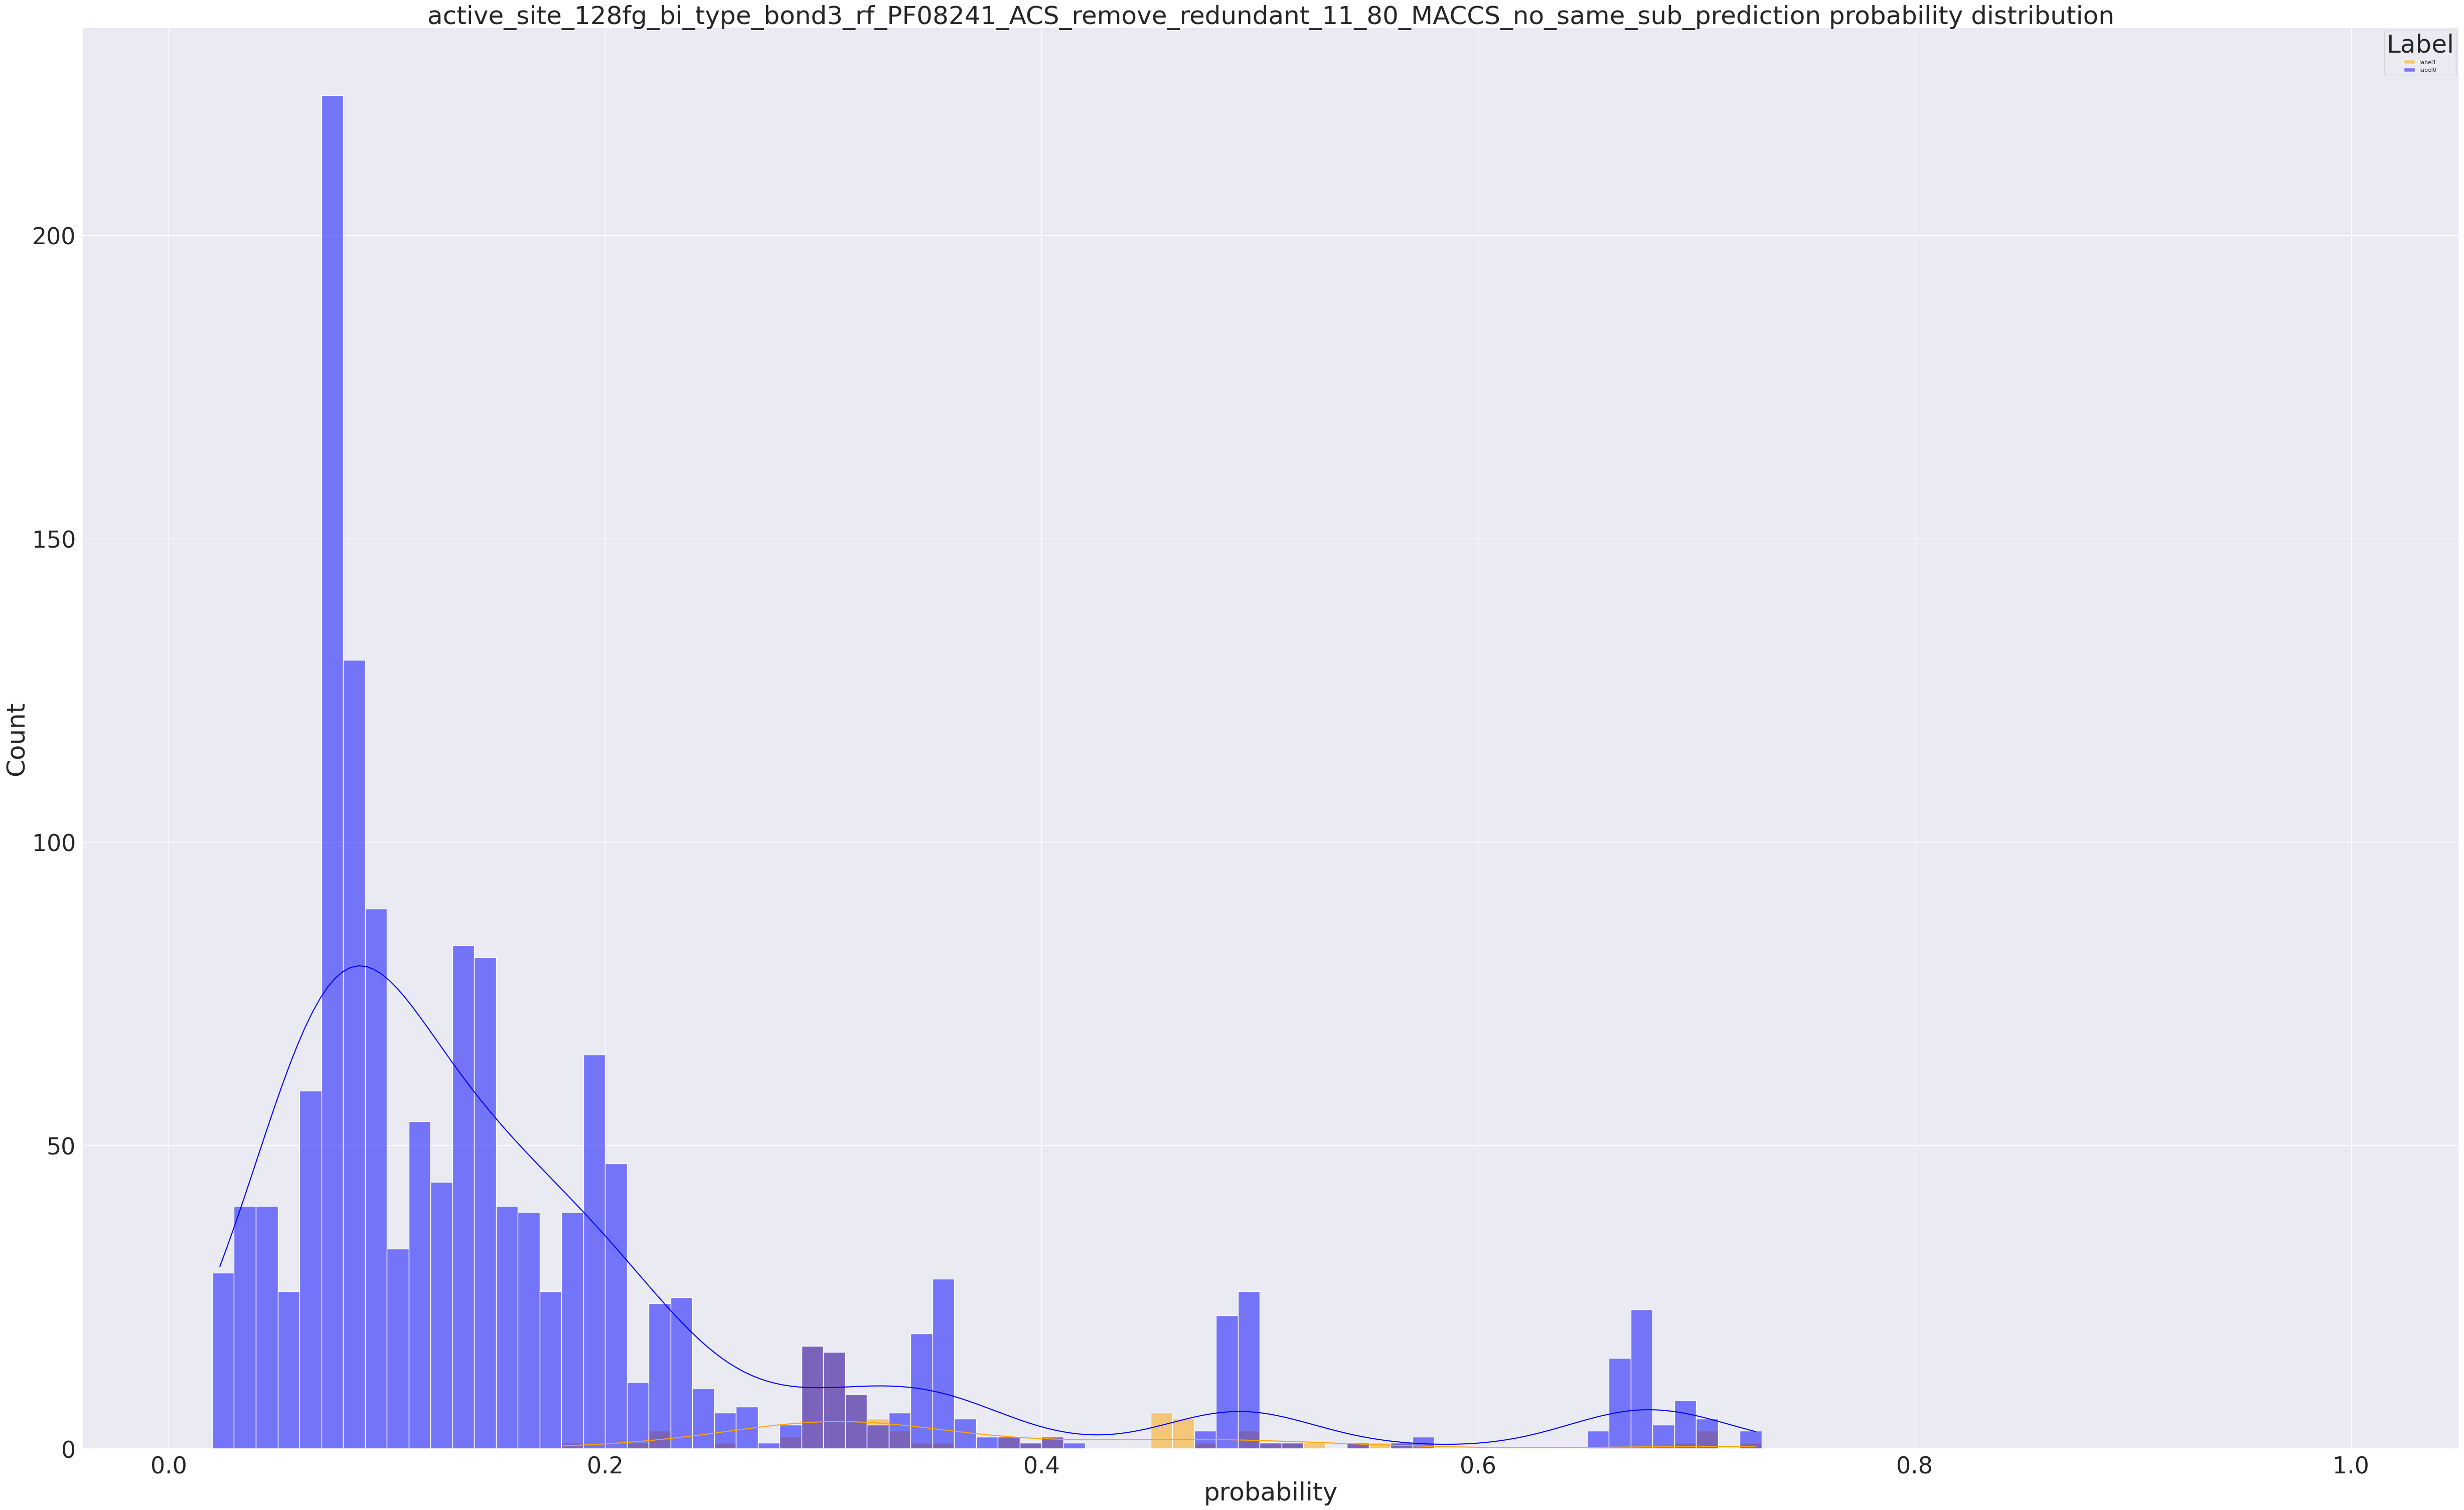 active_site_128fg_bi_type_bond3_rf_PF08241_ACS_remove_redundant_11_80_MACCS_no_same_sub_prediction probability distribution
Label
label1
label0
200
150
100
50
0
Count
0.0 0.2 0.4 0.6 0.8 1.0
probability